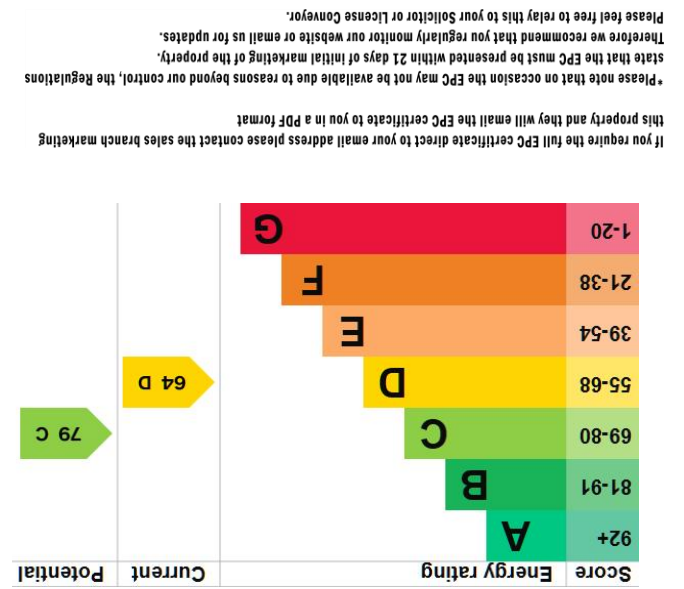 Score Energy rating Current Potential
92+ A
81-91 B
69-80 C 79 C
55-68 D 64 D
39-54 E
21-38 F
1-20 G
If you require the full EPC certificate direct to your email address please contact the sales branch marketing
this property and they will email the EPC certificate to you in a PDF format
*Please note that on occasion the EPC may not be available due to reasons beyond our control, the Regulations
state that the EPC must be presented within 21 days of initial marketing of the property.
Therefore we recommend that you regularly monitor our website or email us for updates.
Please feel free to relay this to your Solicitor or License Conveyor.